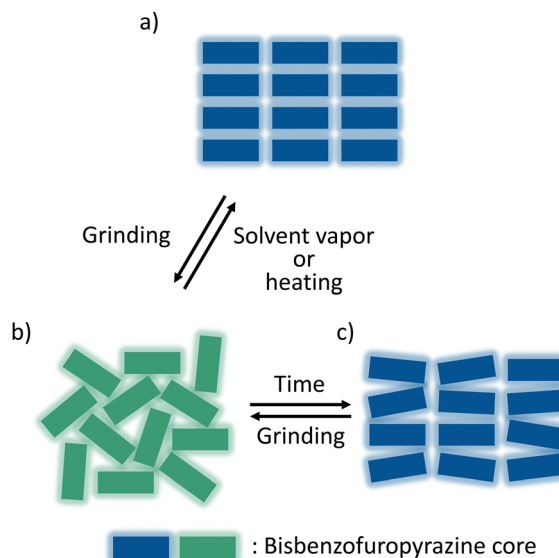 a)
Grinding
Solvent vapor
or
heating
b)
c)
Time
Grinding
: Bisbenzofuropyrazine core